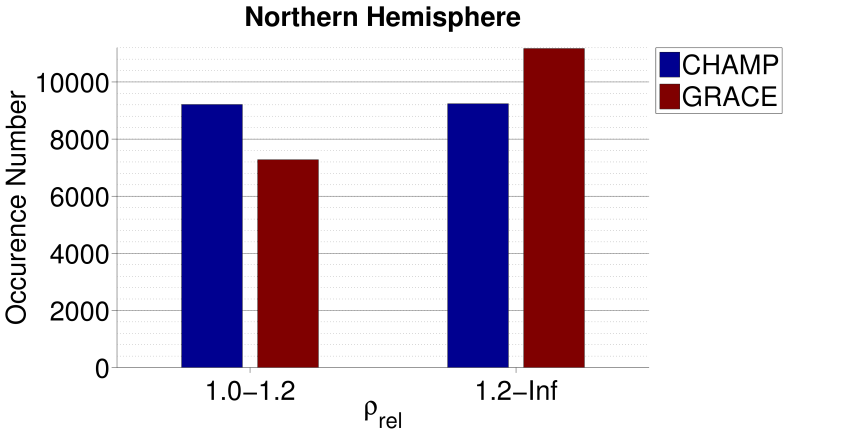 Northern Hemisphere
CHAMP
GRACE
Occurence Number
10000
8000
6000
4000
2000
0
1.0−1.2
1.2−Inf
ρrel